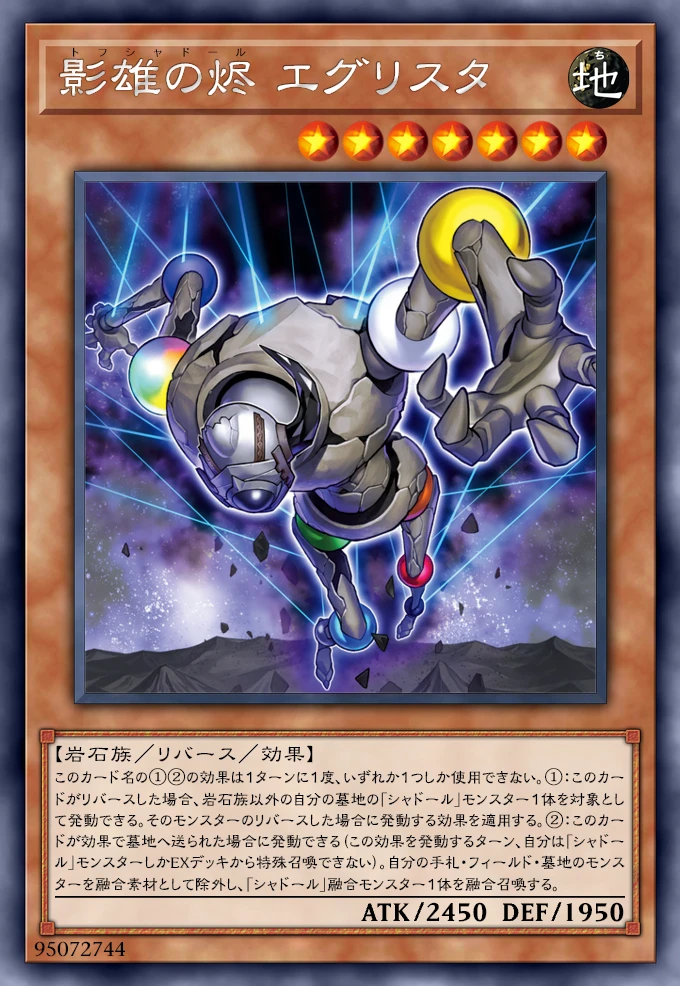 トフシャドール
影雄の烬 エグリスタ
ち
地
【岩石族／リバース／効果】
このカード名の①②の効果は1ターンに1度、いずれか1つしか使用できない。①：このカー
ドがリバースした場合、岩石族以外の自分の墓地の「シャドール」モンスター1体を対象とし
て発動できる。そのモンスターのリバースした場合に発動する効果を適用する。②：このカー
ドが効果で墓地へ送られた場合に発動できる（この効果を発動するターン、自分は「シャドー
ル」モンスターしかEXデッキから特殊召喚できない）。自分の手札・フィールド・墓地のモンス
ターを融合素材として除外し、「シャドール」融合モンスター1体を融合召喚する。
ATK/2450 DEF/1950
95072744